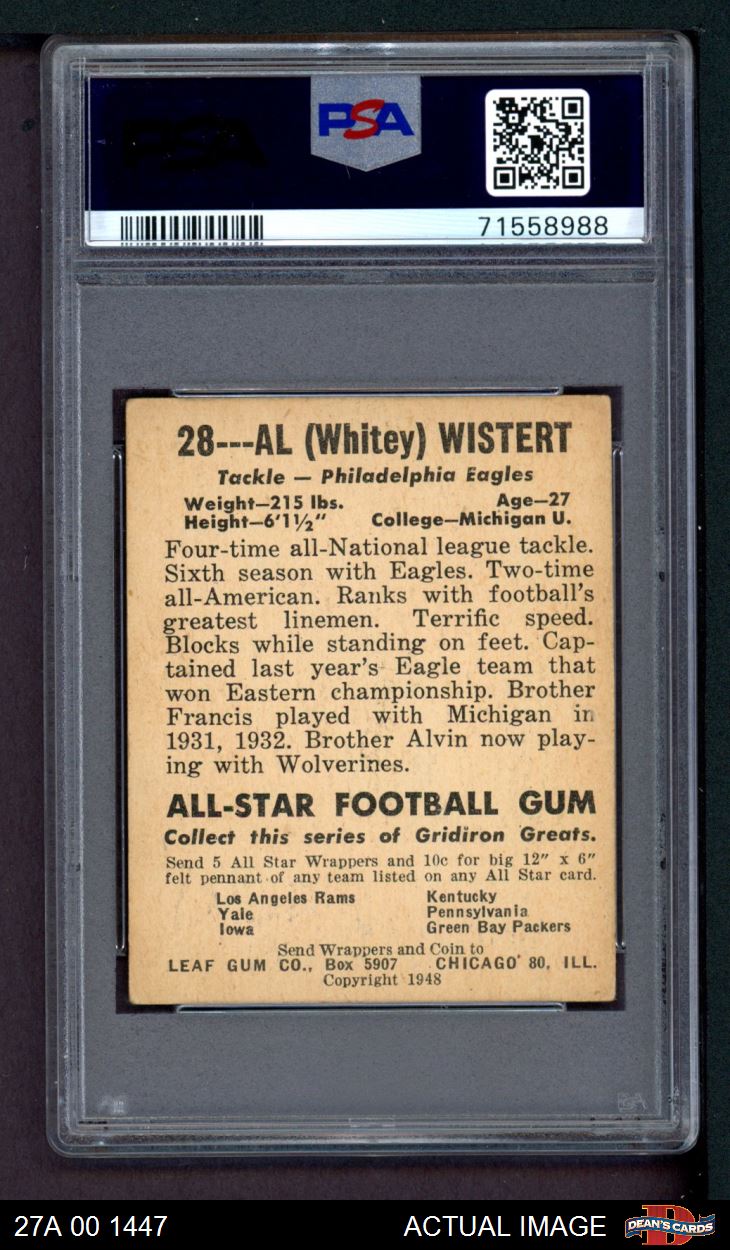 PSA
71558988
28---AL (Whitey) WISTERT
Tackle — Philadelphia Eagles
Weight—215 lbs. Age—27
Height—6'1½" College—Michigan U.
Four-time all-National league tackle.
Sixth season with Eagles. Two-time
all-American. Ranks with football's
greatest linemen. Terrific speed.
Blocks while standing on feet. Cap-
tained last year's Eagle team that
won Eastern championship. Brother
Francis played with Michigan in
1931, 1932. Brother Alvin now play-
ing with Wolverines.
ALL-STAR FOOTBALL GUM
Collect this series of Gridiron Greats.
Send 5 All Star Wrappers and 10c for big 12" x 6"
felt pennant of any team listed on any All Star card.
Los Angeles Rams Kentucky
Yale Pennsylvania
Iowa Green Bay Packers
Send Wrappers and Coin to
LEAF GUM CO., Box 5907 CHICAGO 80, ILL.
Copyright 1948
27A 00 1447 ACTUAL IMAGE DEAN'S CARDS